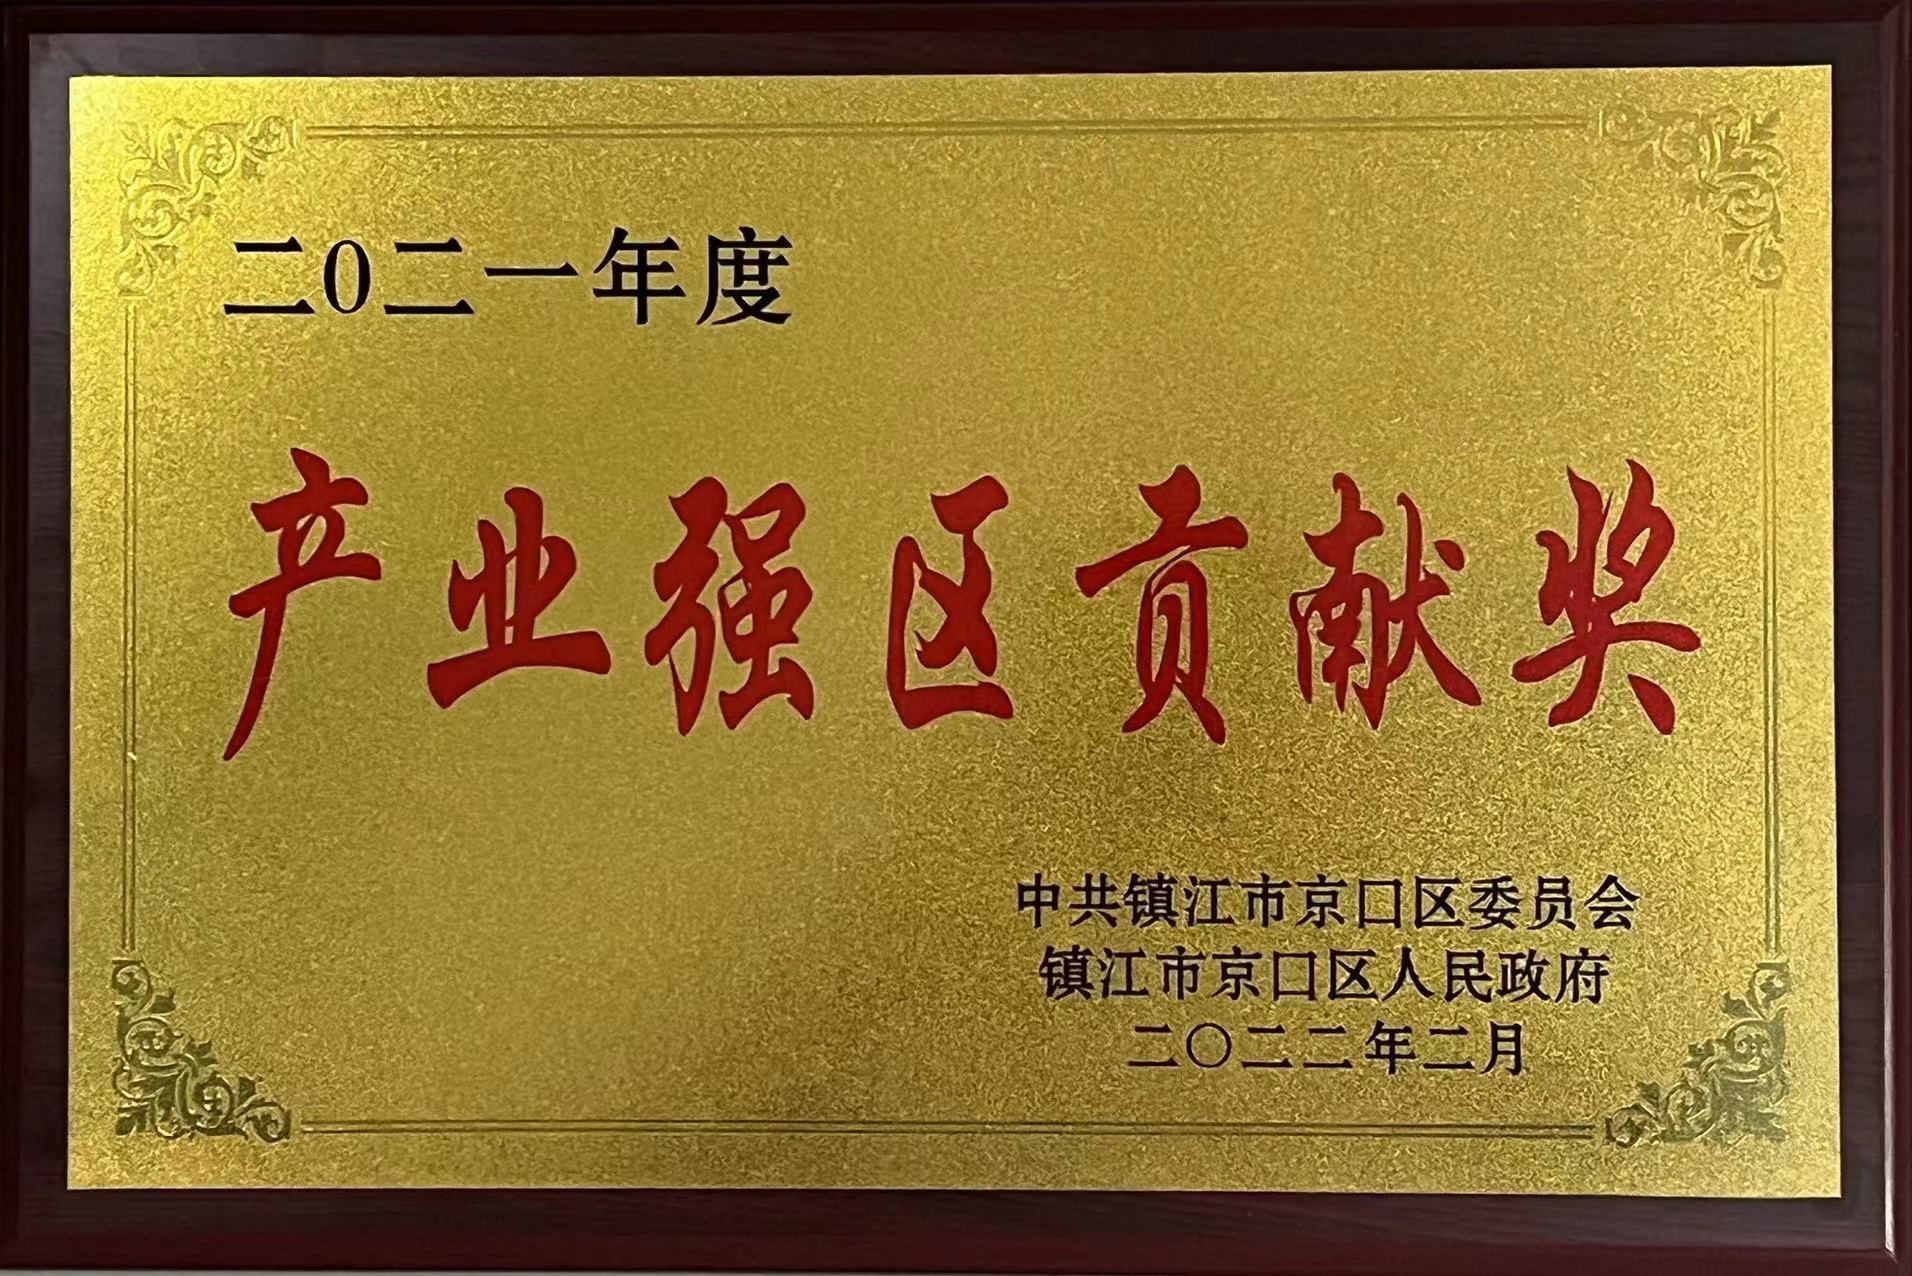 二0二一年度
产业强区贡献奖
中共镇江市京口区委员会
镇江市京口区人民政府
二〇二二年二月